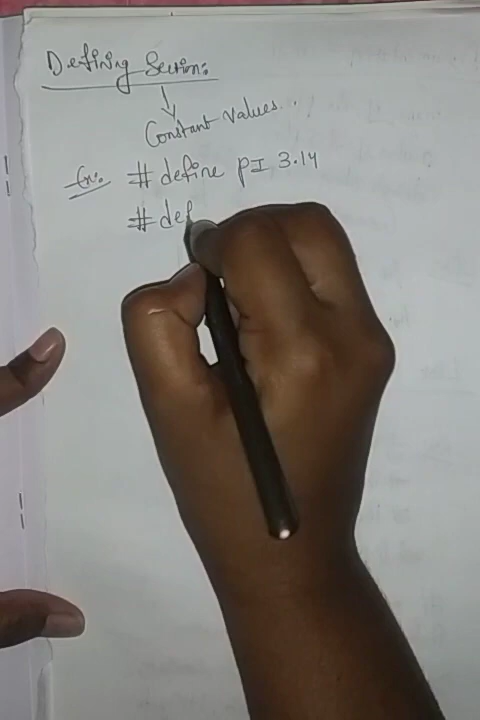 Defining Section:
Constant values...
Ex:- # define pI 3.14
# def